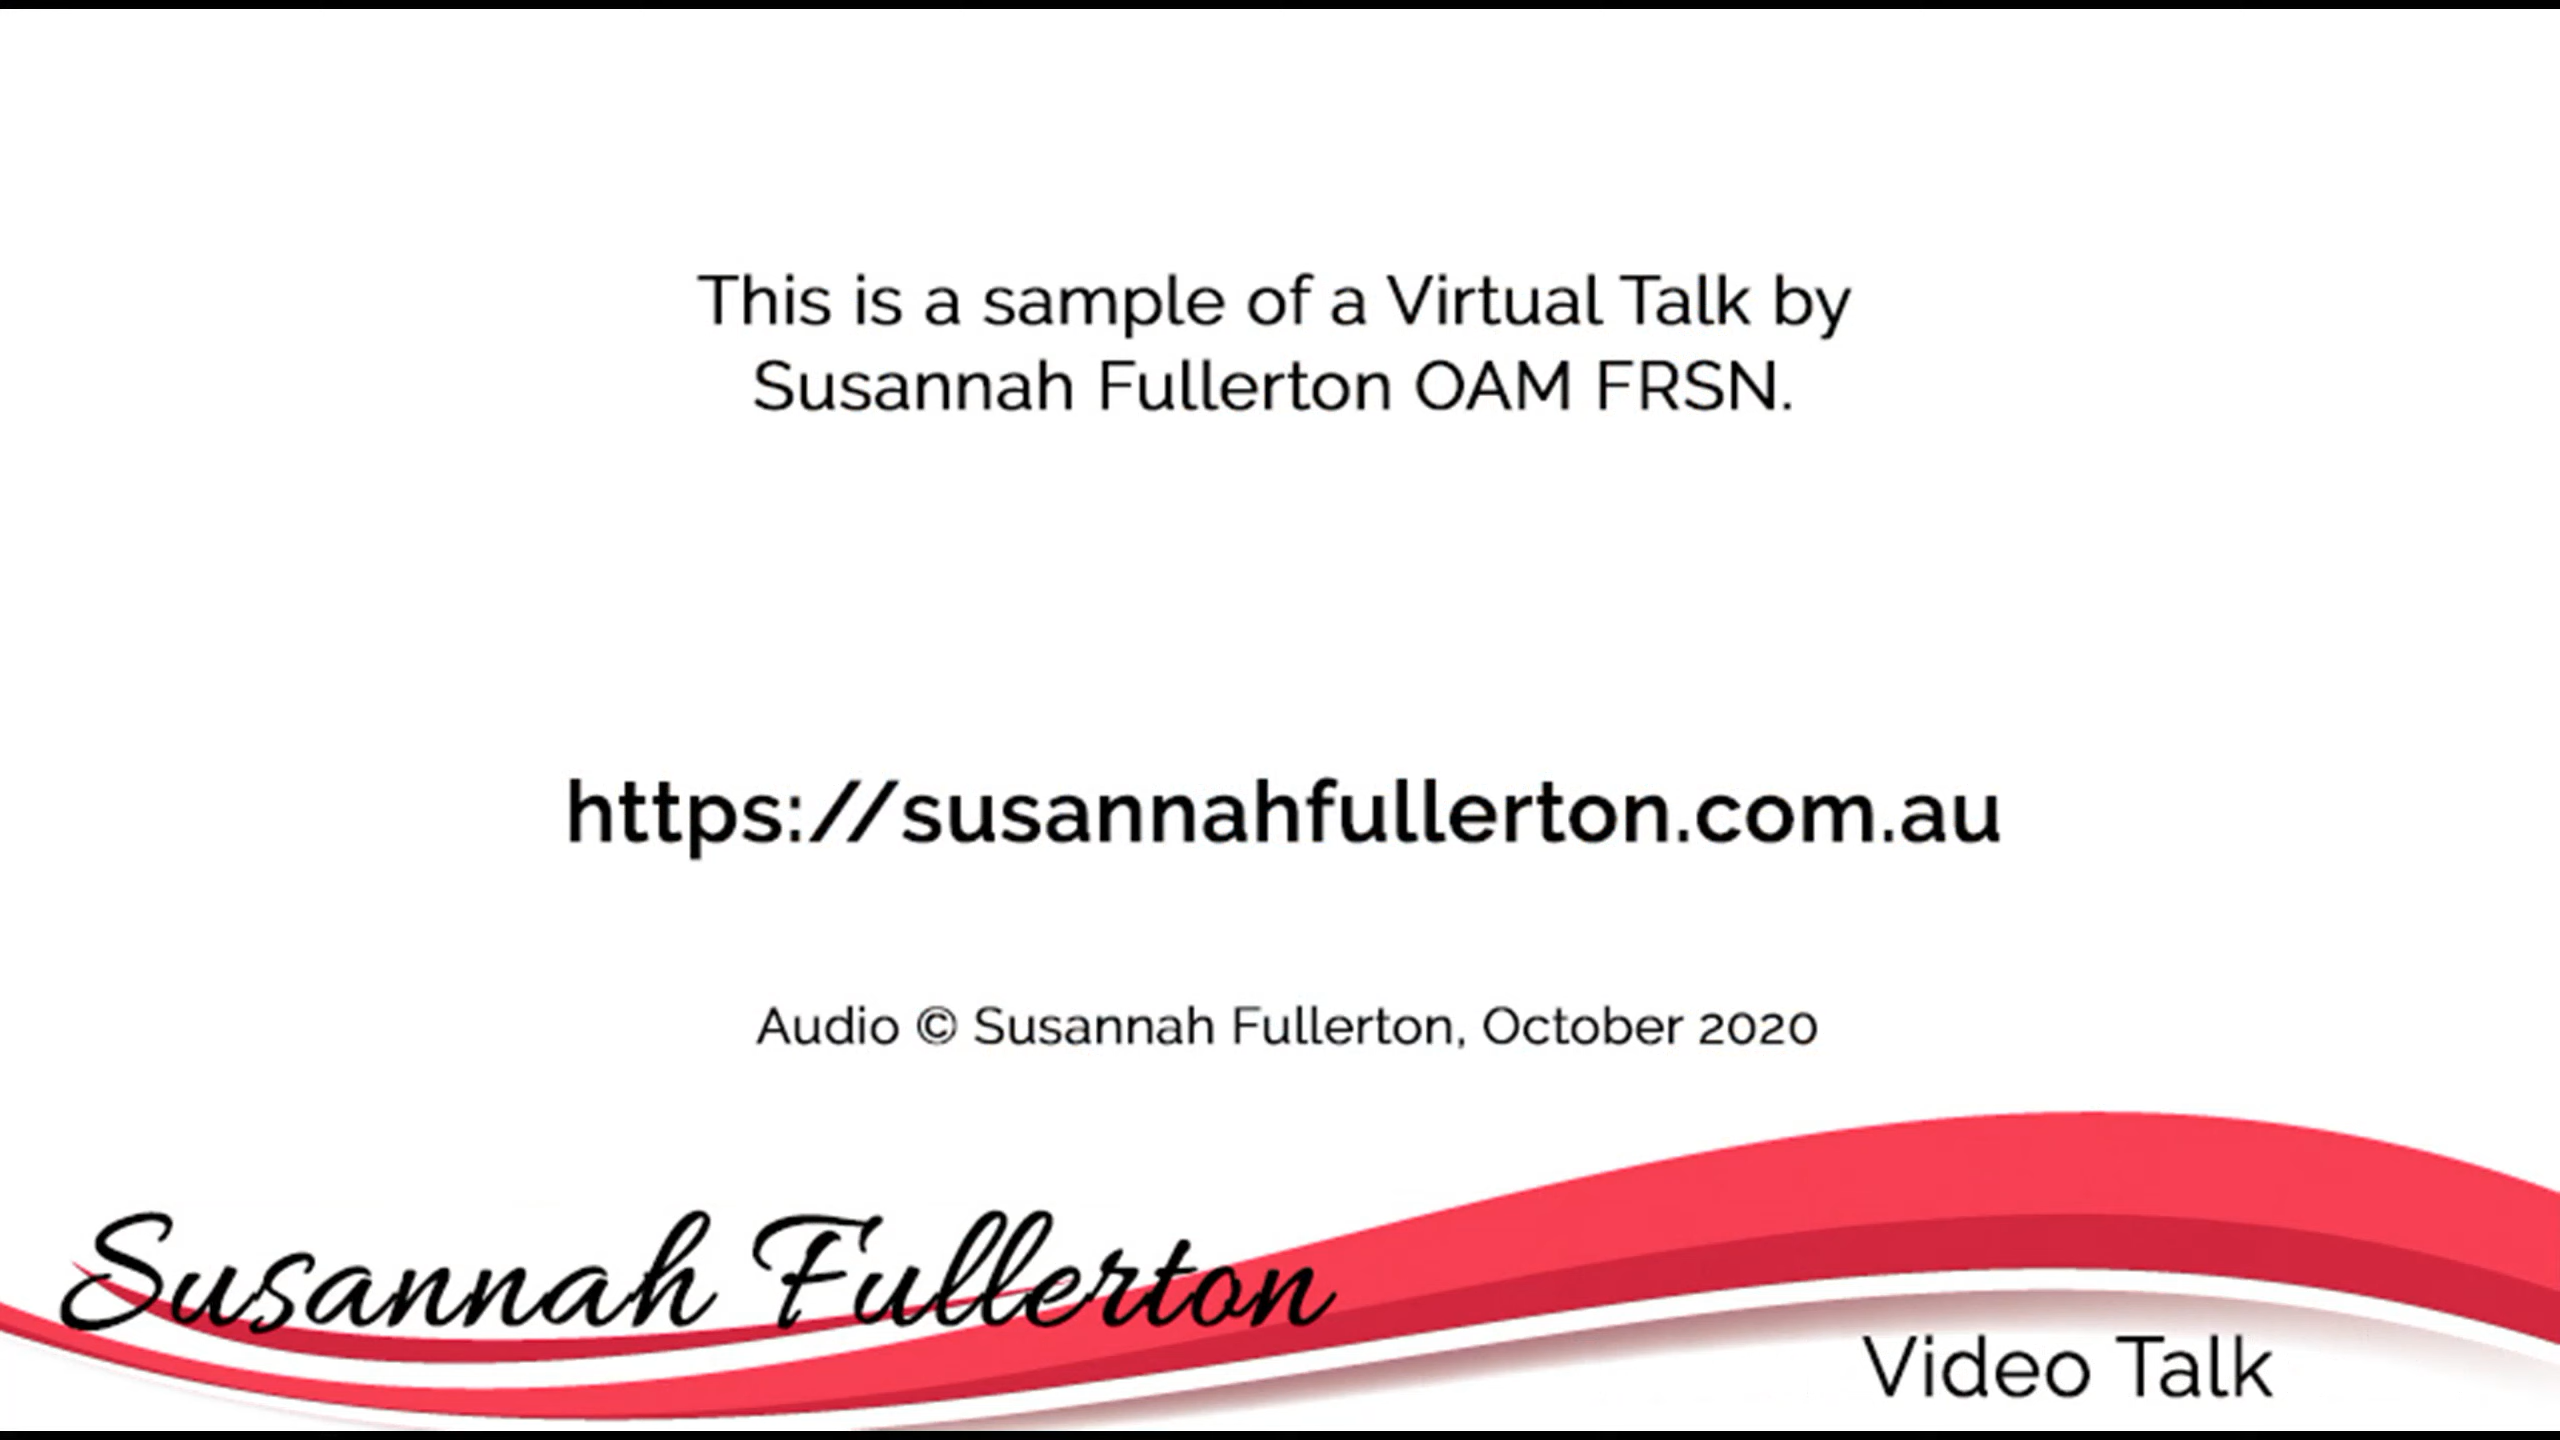 This is a sample of a Virtual Talk by
Susannah Fullerton OAM FRSN.
https://susannahfullerton.com.au
Audio © Susannah Fullerton, October 2020
Susannah Fullerton
Video Talk